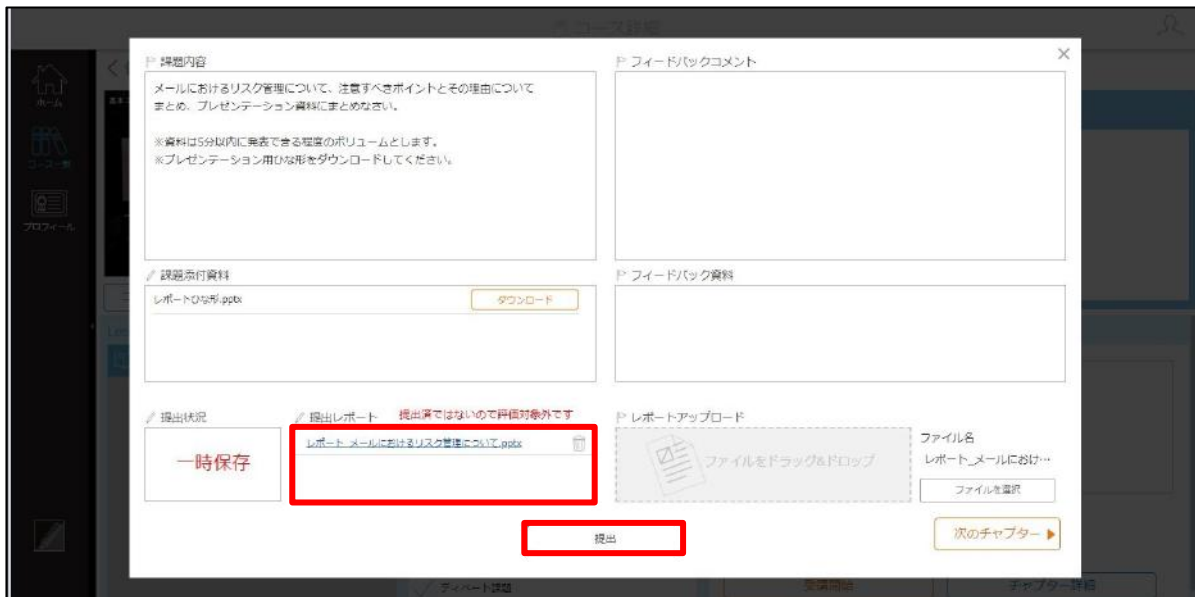 コース詳細
ホーム
コース一覧
プロフィール
課題内容
メールにおけるリスク管理について、注意すべきポイントとその理由について
まとめ、プレゼンテーション資料にまとめなさい。
※資料は5分以内に発表できる程度のボリュームとします。
※プレゼンテーション用ひな形をダウンロードしてください。
フィードバックコメント
課題添付資料
レポートひな形.pptx
ダウンロード
フィードバック資料
提出状況
一時保存
提出レポート
提出済ではないので評価対象外です
レポート_メールにおけるリスク管理について.pptx
レポートアップロード
ファイルをドラッグ&ドロップ
ファイル名
レポート_メールにおけ…
ファイルを選択
提出
次のチャプター
ディベート課題
受講開始
チャプター詳細